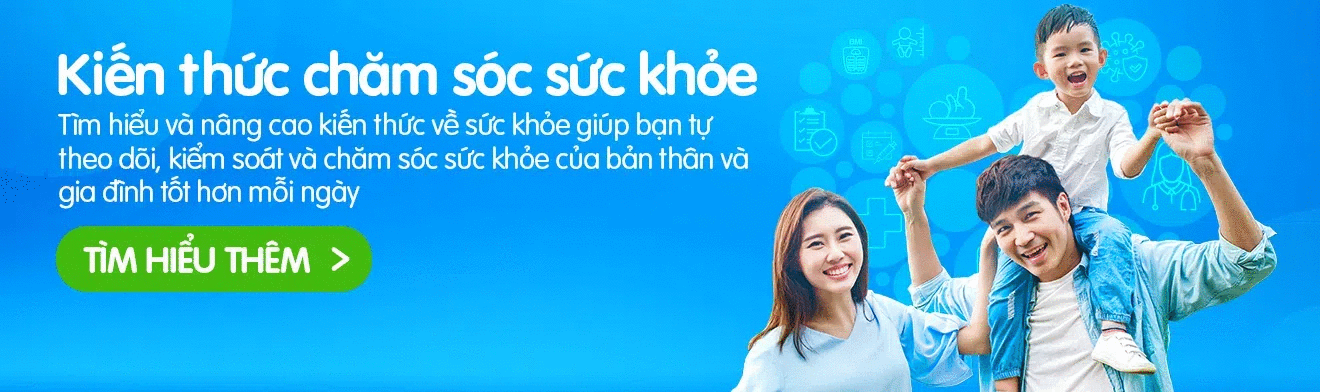 Kiến thức chăm sóc sức khỏe
Tìm hiểu và nâng cao kiến thức về sức khỏe giúp bạn tự
theo dõi, kiểm soát và chăm sóc sức khỏe của bản thân và
gia đình tốt hơn mỗi ngày
TÌM HIỂU THÊM >
BMI